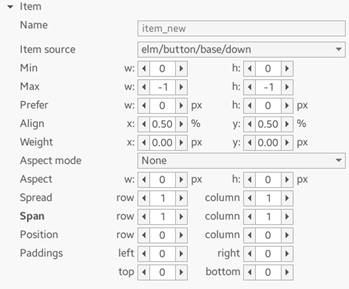 Item
Name item_new
Item source elm/button/base/down
Min w: 0 h: 0
Max w: -1 h: -1
Prefer w: 0 px h: 0 px
Align x: 0.50 % y: 0.50 %
Weight x: 0.00 px y: 0.00 px
Aspect mode None
Aspect w: 0 px h: 0 px
Spread row 1 column 1
Span row 1 column 1
Position row 0 column 0
Paddings left 0 right 0
top 0 bottom 0